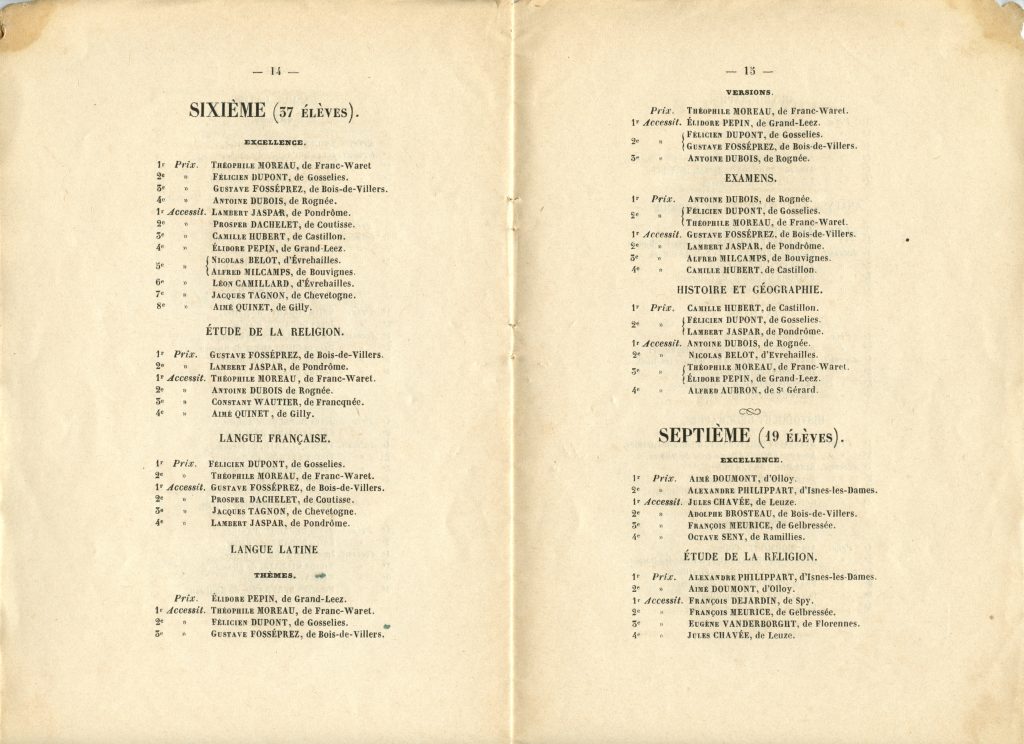 — 14 —
SIXIÈME (37 ÉLÈVES).
EXCELLENCE.
1r Prix. THÉOPHILE MOREAU, de Franc-Waret
2e » FÉLICIEN DUPONT, de Gosselies.
3e » GUSTAVE FOSSÉPREZ, de Bois-de-Villers.
4e » ANTOINE DUBOIS, de Rognée.
1r Accessit. LAMBERT JASPAR, de Pondrôme.
2e » PROSPER DACHELET, de Coutisse.
3e » CAMILLE HUBERT, de Castillon.
4e » ÉLIDORE PEPIN, de Grand-Leez.
5e » { NICOLAS BELOT, d'Évrehailles.
ALFRED MILCAMPS, de Bouvignes.
6e » LÉON CAMILLARD, d'Évrehailles.
7e » JACQUES TAGNON, de Chevetogne.
8e » AIMÉ QUINET, de Gilly.
ÉTUDE DE LA RELIGION.
1r Prix. GUSTAVE FOSSÉPREZ, de Bois-de-Villers.
2e » LAMBERT JASPAR, de Pondrôme.
1r Accessit. THÉOPHILE MOREAU, de Franc-Waret.
2e » ANTOINE DUBOIS de Rognée.
3e » CONSTANT WAUTIER, de Francquée.
4e » AIMÉ QUINET, de Gilly.
LANGUE FRANÇAISE.
1r Prix. FÉLICIEN DUPONT, de Gosselies.
2e » THÉOPHILE MOREAU, de Franc-Waret.
1r Accessit. GUSTAVE FOSSÉPREZ, de Bois-de-Villers.
2e » PROSPER DACHELET, de Coutisse.
3e » JACQUES TAGNON, de Chevetogne.
4e » LAMBERT JASPAR, de Pondrôme.
LANGUE LATINE
THÈMES.
Prix. ÉLIDORE PEPIN, de Grand-Leez.
1r Accessit. THÉOPHILE MOREAU, de Franc-Waret.
2e » FÉLICIEN DUPONT, de Gosselies.
3e » GUSTAVE FOSSÉPREZ, de Bois-de-Villers.
— 15 —
VERSIONS.
Prix. THÉOPHILE MOREAU, de Franc-Waret.
1r Accessit. ÉLIDORE PEPIN, de Grand-Leez.
2e » { FÉLICIEN DUPONT, de Gosselies.
GUSTAVE FOSSÉPREZ, de Bois-de-Villers.
3e » ANTOINE DUBOIS, de Rognée.
EXAMENS.
1r Prix. ANTOINE DUBOIS, de Rognée.
2e » { FÉLICIEN DUPONT, de Gosselies.
THÉOPHILE MOREAU, de Franc-Waret.
1r Accessit. GUSTAVE FOSSÉPREZ, de Bois-de-Villers.
2e » LAMBERT JASPAR, de Pondrôme.
3e » ALFRED MILCAMPS, de Bouvignes.
4e » CAMILLE HUBERT, de Castillon.
HISTOIRE ET GÉOGRAPHIE.
1r Prix. CAMILLE HUBERT, de Castillon.
2e » { FÉLICIEN DUPONT, de Gosselies.
LAMBERT JASPAR, de Pondrôme.
1r Accessit. ANTOINE DUBOIS, de Rognée.
2e » NICOLAS BELOT, d'Evrehailles.
3e » { THÉOPHILE MOREAU, de Franc-Waret.
ÉLIDORE PEPIN, de Grand-Leez.
4e » ALFRED AUBRON, de St Gérard.
SEPTIÈME (19 ÉLÈVES).
EXCELLENCE.
1r Prix. AIMÉ DOUMONT, d'Olloy.
2e » ALEXANDRE PHILIPPART, d'Isnes-les-Dames.
1r Accessit. JULES CHAVÉE, de Leuze.
2e » ADOLPHE BROSTEAU, de Bois-de-Villers.
3e » FRANÇOIS MEURICE, de Gelbressée.
4e » OCTAVE SENY, de Ramillies.
ÉTUDE DE LA RELIGION.
1r Prix. ALEXANDRE PHILIPPART, d'Isnes-les-Dames.
2e » AIMÉ DOUMONT, d'Olloy.
1r Accessit. FRANÇOIS DEJARDIN, de Spy.
2e » FRANÇOIS MEURICE, de Gelbressée.
3e » EUGÈNE VANDERBORGHT, de Florennes.
4e » JULES CHAVÉE, de Leuze.